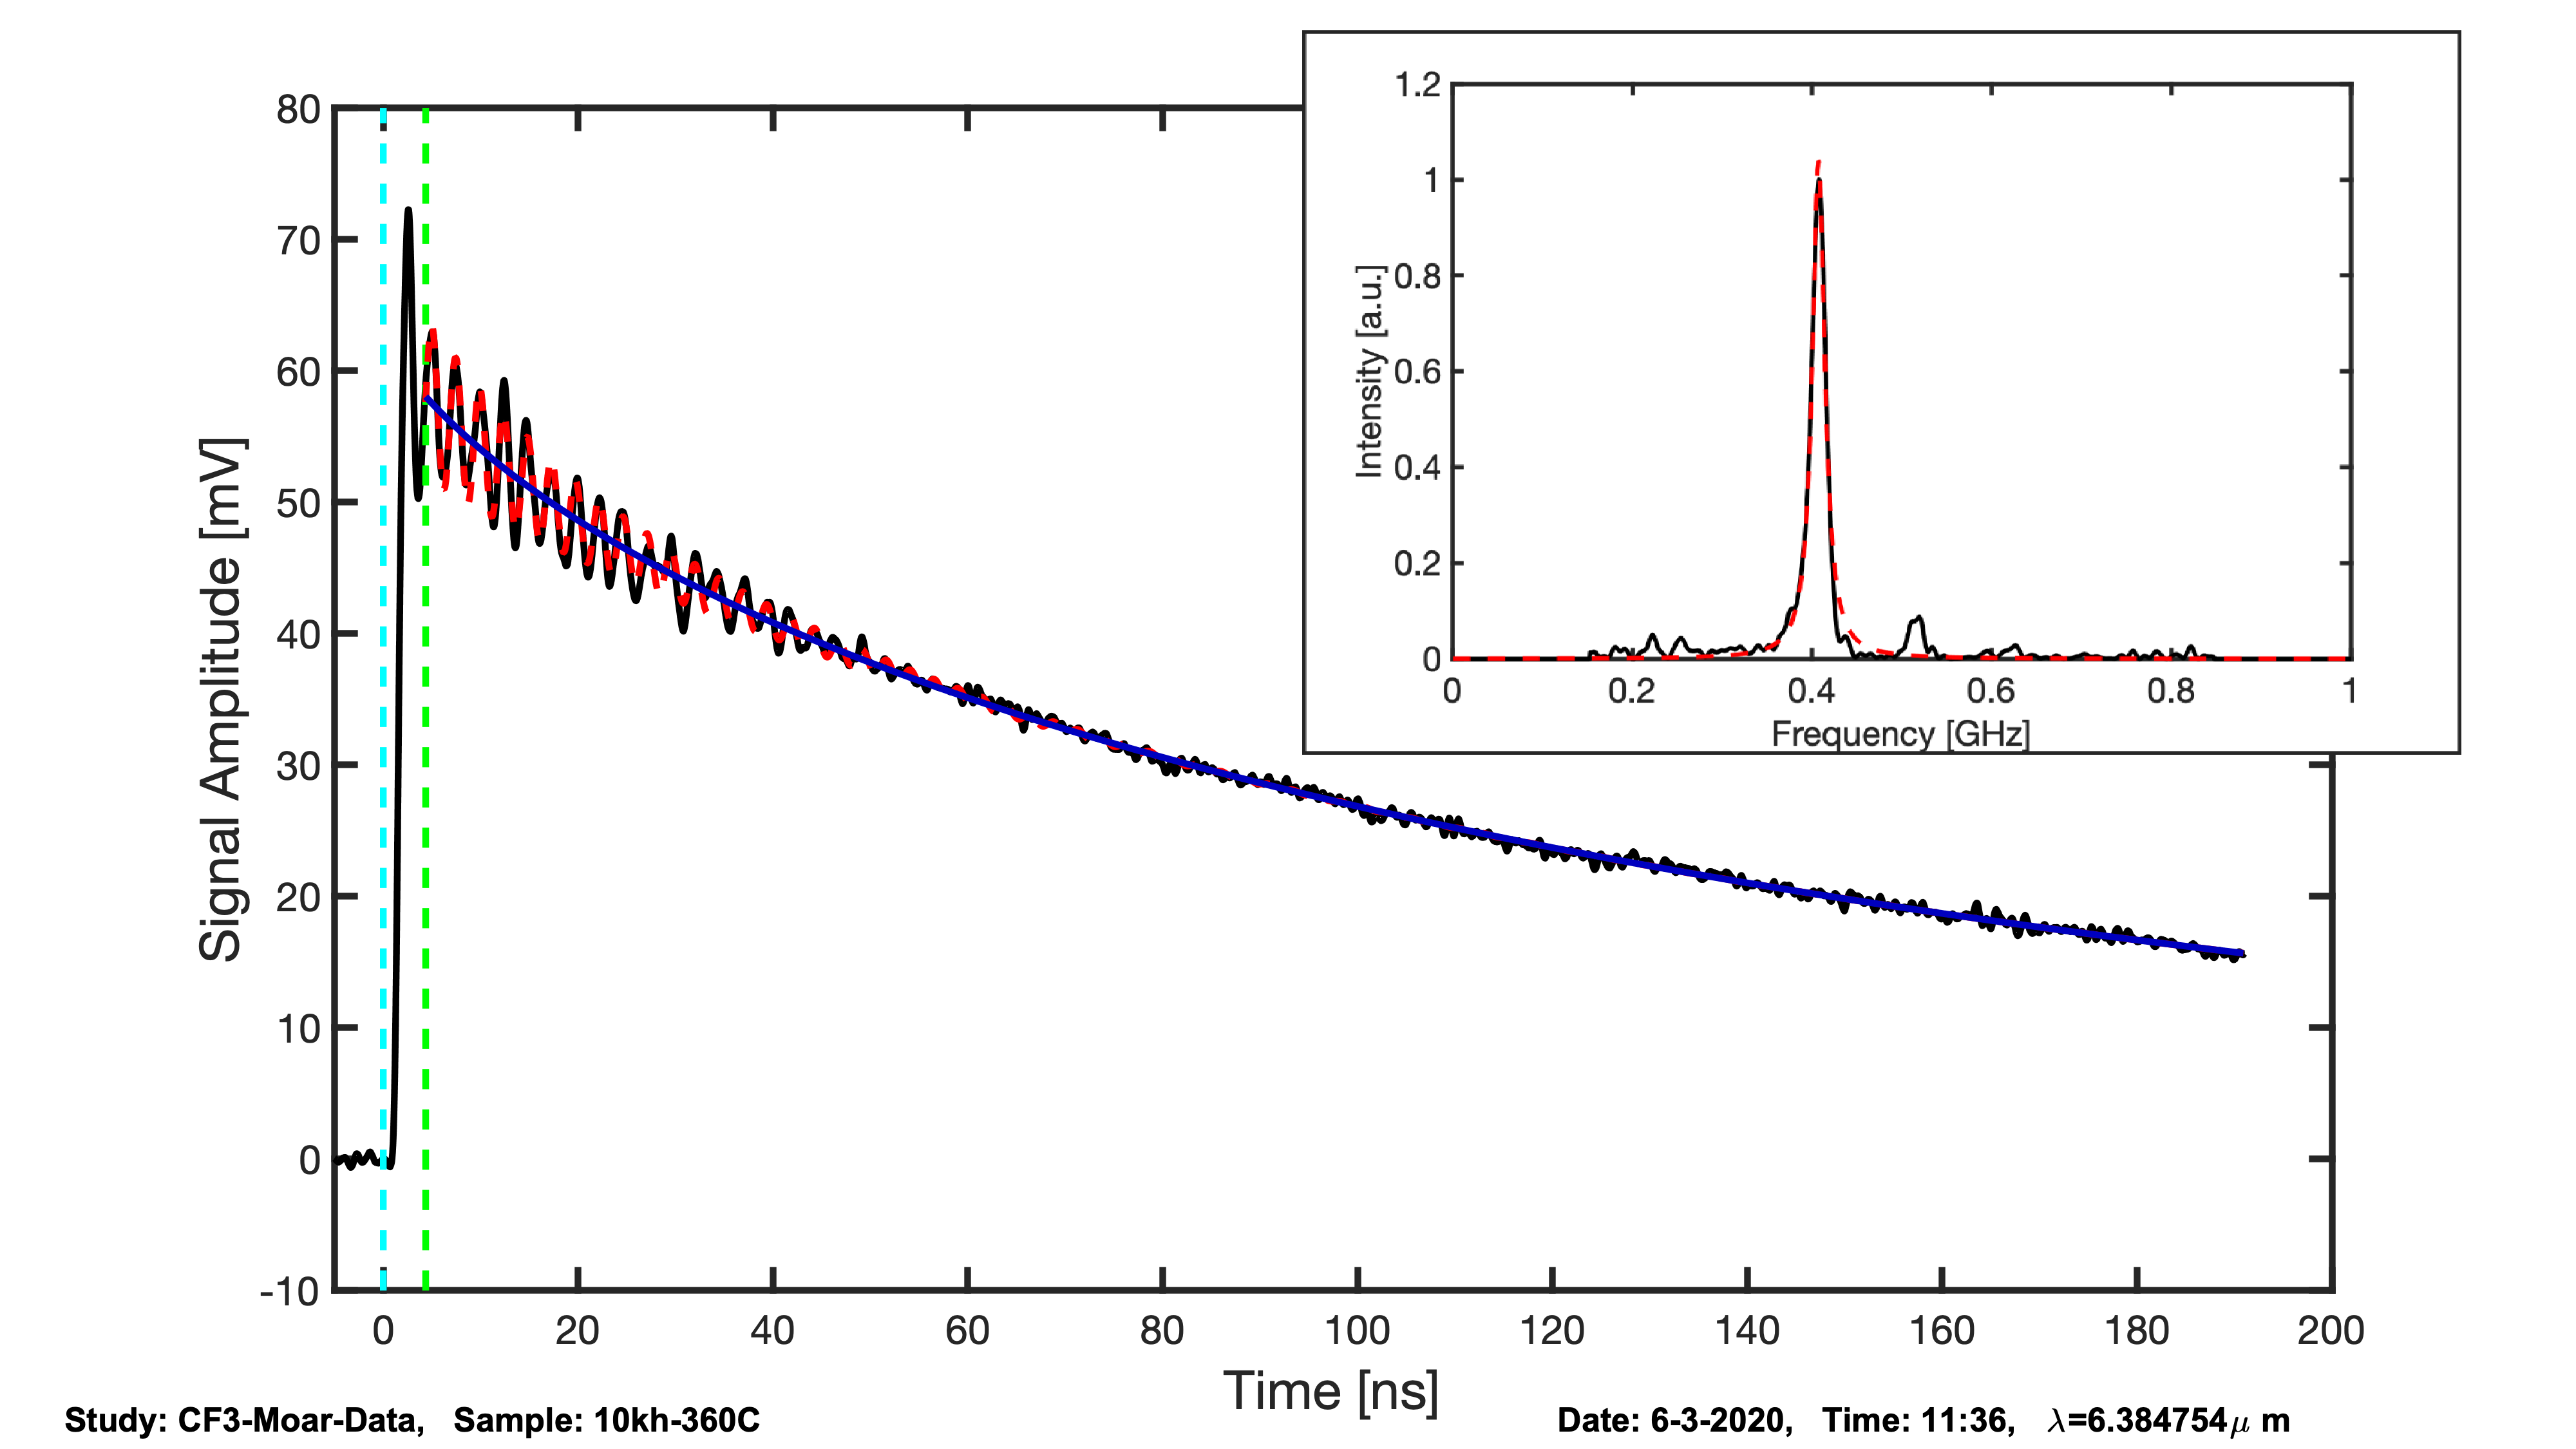 80
70
60
50
40
30
20
10
0
-10
Signal Amplitude [mV]
0 20 40 60 80 100 120 140 160 180 200
Time [ns]
1.2
1
0.8
0.6
0.4
0.2
0
Intensity [a.u.]
0 0.2 0.4 0.6 0.8 1
Frequency [GHz]
Study: CF3-Moar-Data, Sample: 10kh-360C
Date: 6-3-2020, Time: 11:36, λ=6.384754μ m